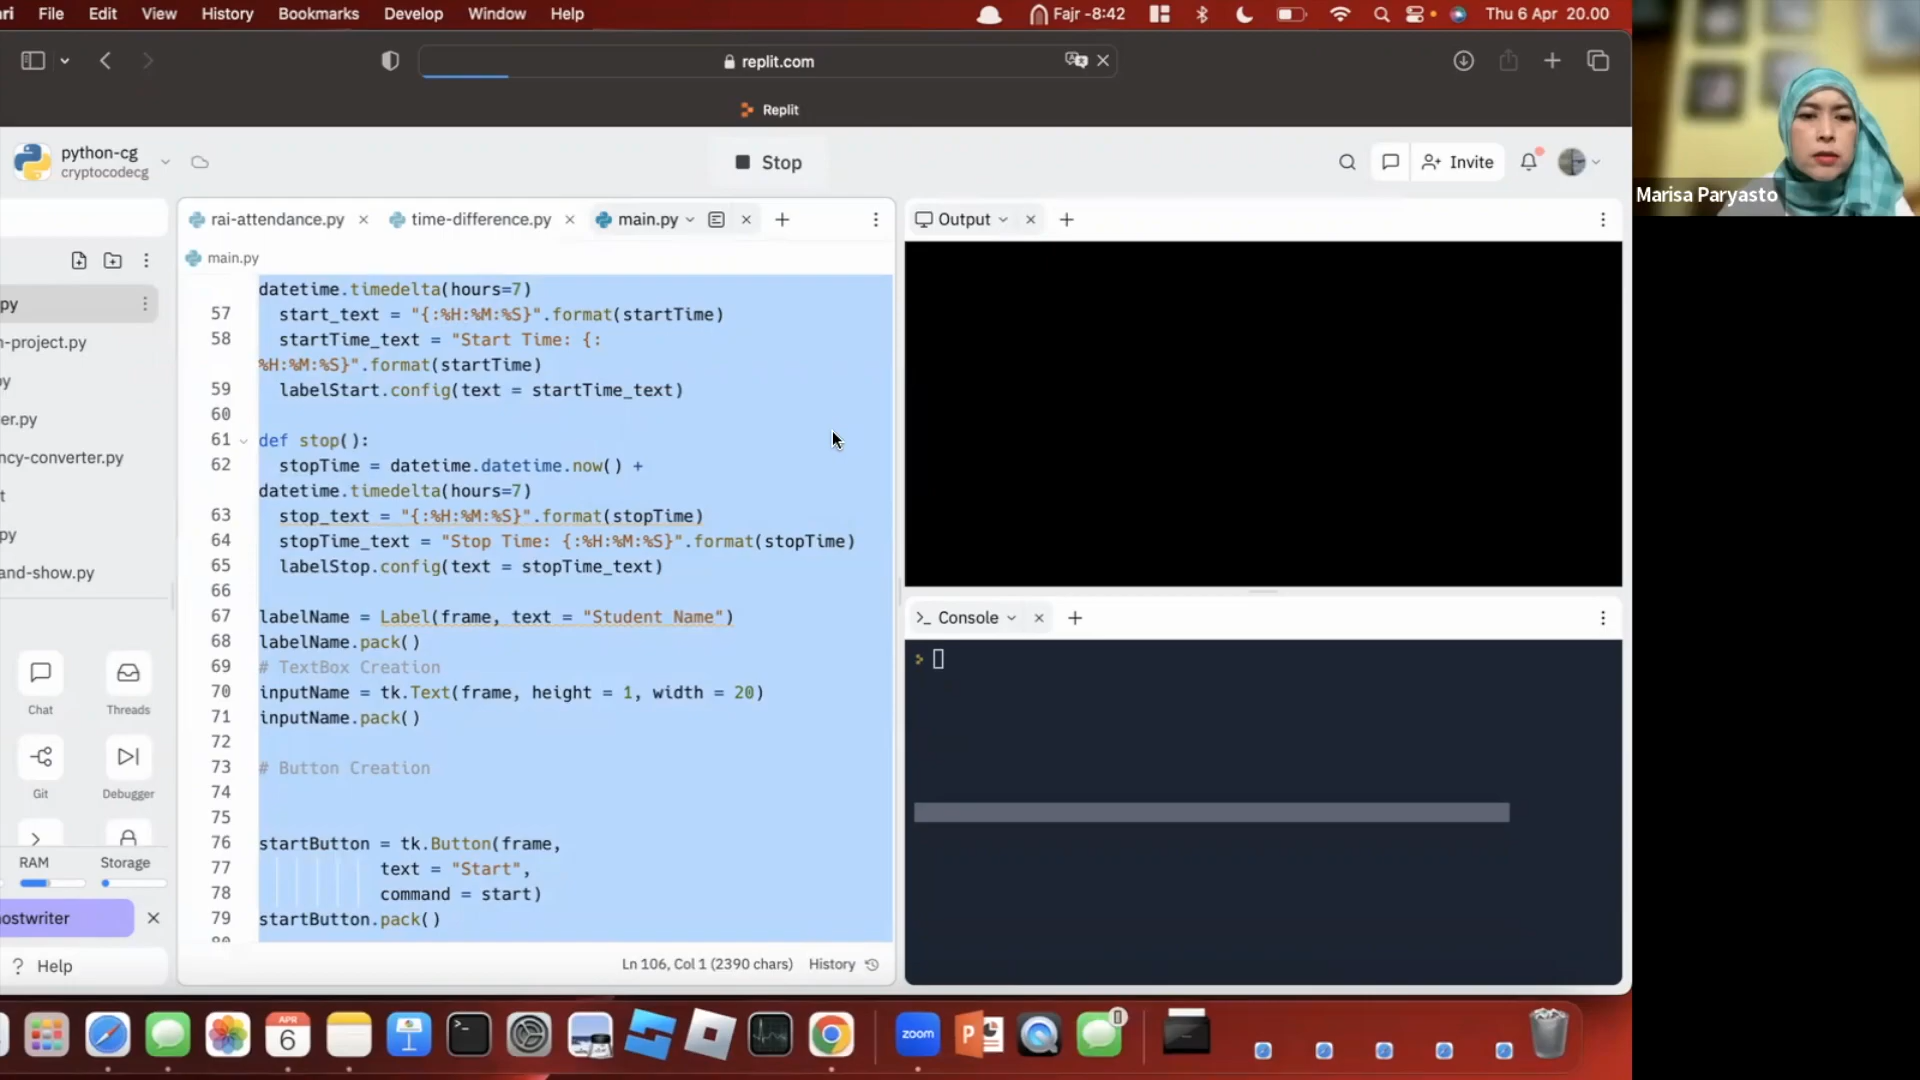 ri File Edit View History Bookmarks Develop Window Help Fajr -8:42 Thu 6 Apr 20.00
replit.com
Replit
python-cg
cryptocodecg
Stop
Invite
Marisa Paryasto
rai-attendance.py time-difference.py main.py
Output
main.py
py
n-project.py
y
er.py
ncy-converter.py
t
py
and-show.py
datetime.timedelta(hours=7)
57 start_text = "{:%H:%M:%S}".format(startTime)
58 startTime_text = "Start Time: {:
%H:%M:%S}".format(startTime)
59 labelStart.config(text = startTime_text)
60
61 def stop():
62 stopTime = datetime.datetime.now() +
datetime.timedelta(hours=7)
63 stop_text = "{:%H:%M:%S}".format(stopTime)
64 stopTime_text = "Stop Time: {:%H:%M:%S}".format(stopTime)
65 labelStop.config(text = stopTime_text)
66
67 labelName = Label(frame, text = "Student Name")
68 labelName.pack()
69 # TextBox Creation
70 inputName = tk.Text(frame, height = 1, width = 20)
71 inputName.pack()
72
73 # Button Creation
74
75
76 startButton = tk.Button(frame,
77 text = "Start",
78 command = start)
79 startButton.pack()
80
Console
Chat Threads
Git Debugger
RAM Storage
ostwriter
? Help
Ln 106, Col 1 (2390 chars) History
APR
6
zoom
P